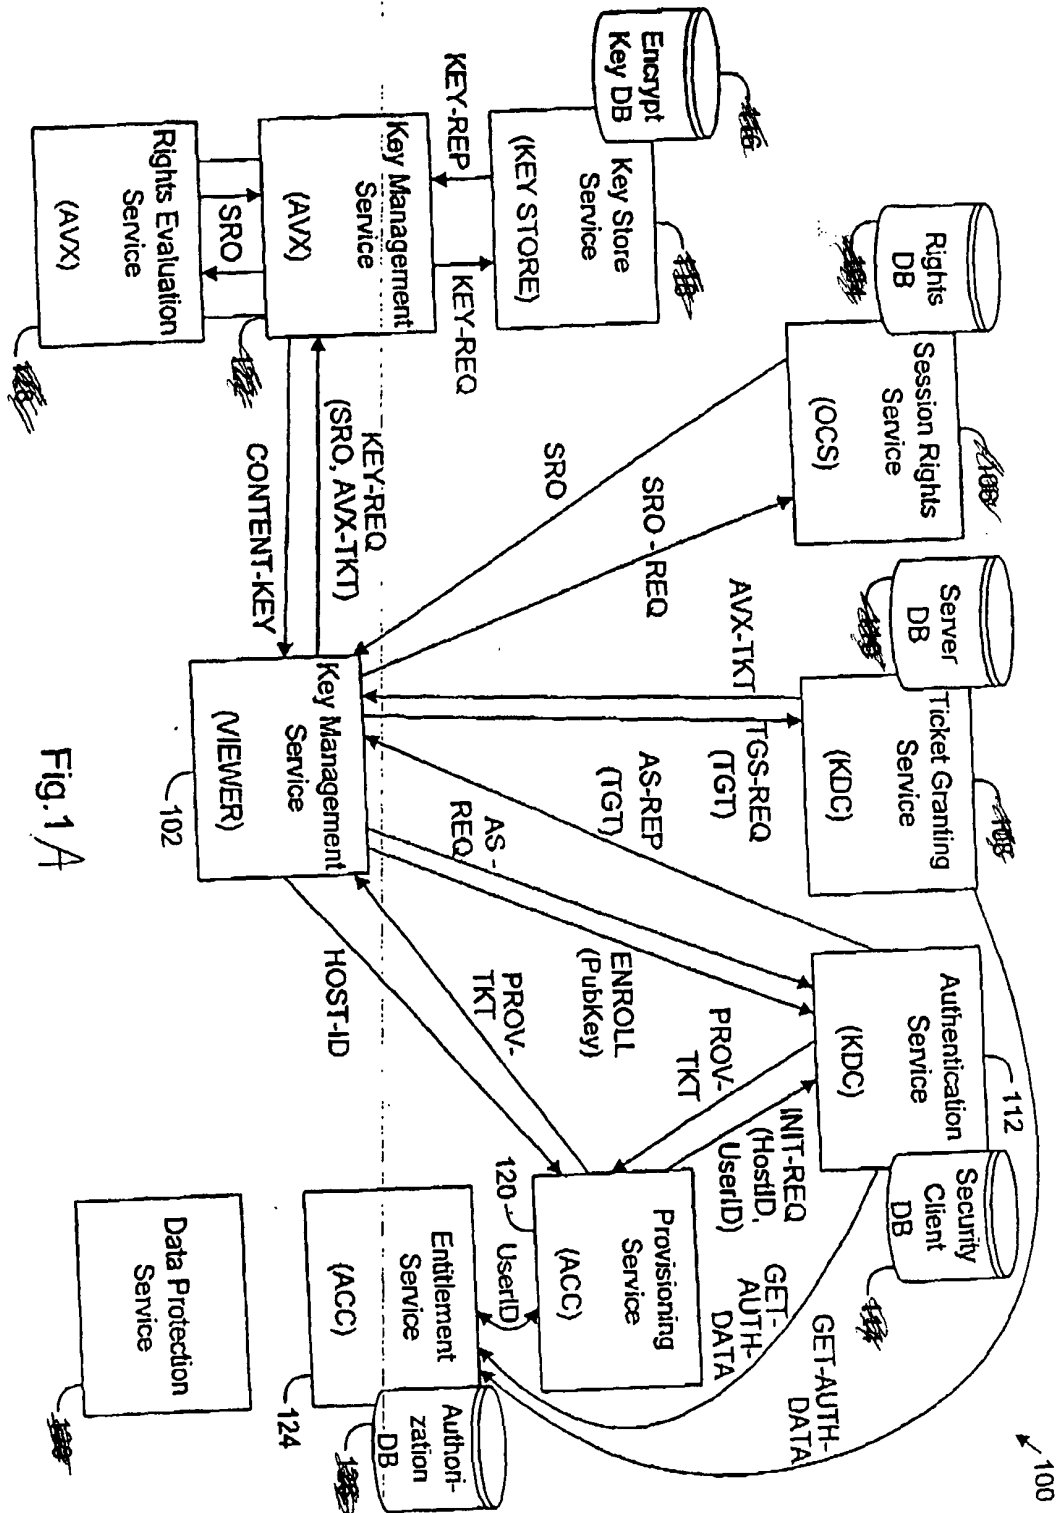 100
Rights
DB
Session Rights
Service
(OCS)
Server
DB
Ticket Granting
Service
(KDC)
Authentication
Service
(KDC)
112
Security
Client
DB
Encrypt
Key DB
Key Store
Service
(KEY STORE)
KEY-REP
KEY-REQ
SRO
SRO-REQ
AVX-TKT
TGS-REQ
(TGT)
AS-REP
(TGT)
AS-
REQ
ENROLL
(PubKey)
PROV-
TKT
INIT-REQ
(HostID,
UserID)
GET-
AUTH-
DATA
GET-AUTH-
DATA
Key Management
Service
(AVX)
KEY-REQ
(SRO, AVX-TKT)
CONTENT-KEY
Key Management
Service
(VIEWER)
102
PROV-
TKT
HOST-ID
Provisioning
Service
(ACC)
120
UserID
Rights Evaluation
Service
(AVX)
SRO
Entitlement
Service
(ACC)
124
Authori-
zation
DB
Data Protection
Service
Fig. 1 A